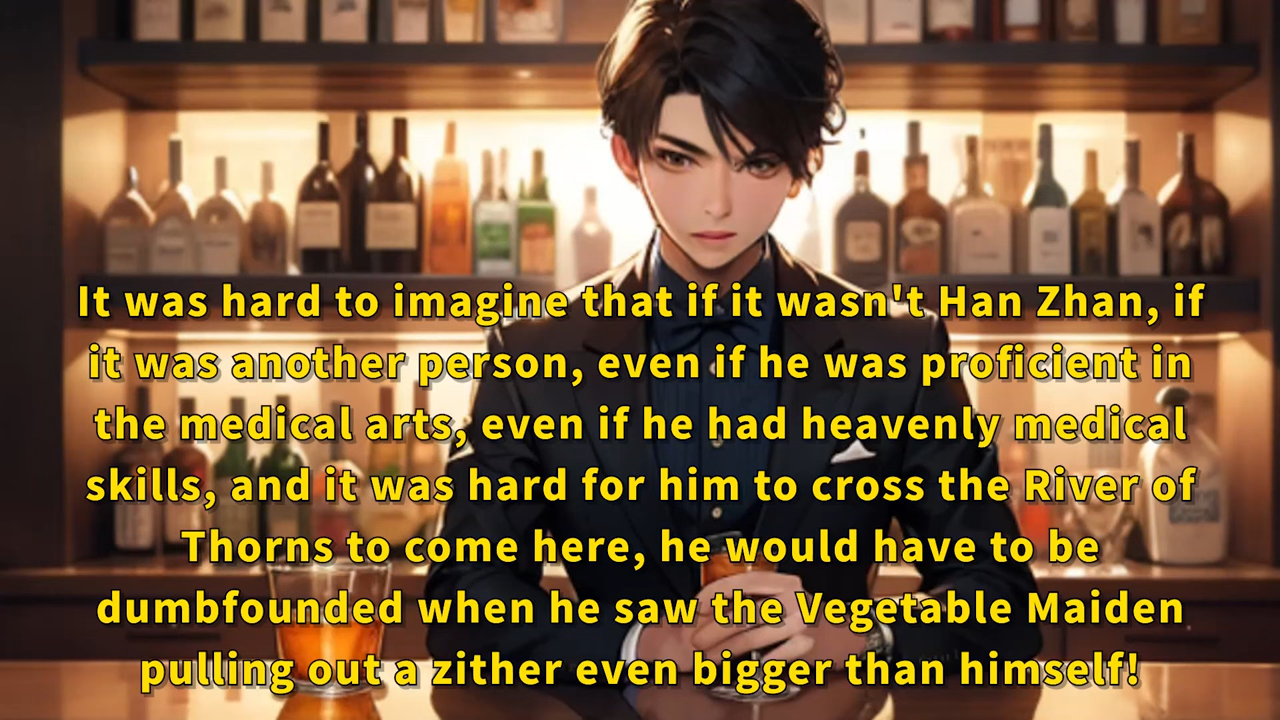 It was hard to imagine that if it wasn't Han Zhan, if
it was another person, even if he was proficient in
the medical arts, even if he had heavenly medical
skills, and it was hard for him to cross the River of
Thorns to come here, he would have to be
dumbfounded when he saw the Vegetable Maiden
pulling out a zither even bigger than himself!